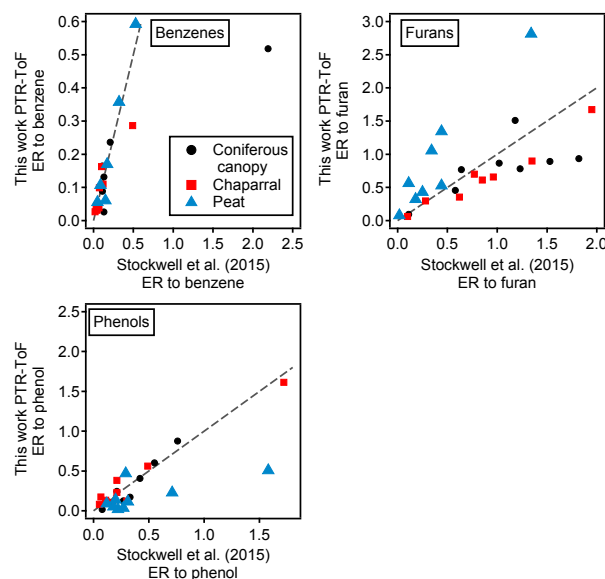 Benzenes
This work PTR-ToF
ER to benzene
0.6
0.5
0.4
0.3
0.2
0.1
0.0
Coniferous
canopy
Chaparral
Peat
0.0 0.5 1.0 1.5 2.0 2.5
Stockwell et al. (2015)
ER to benzene
Furans
This work PTR-ToF
ER to furan
3.0
2.5
2.0
1.5
1.0
0.5
0.0
0.0 0.5 1.0 1.5 2.0
Stockwell et al. (2015)
ER to furan
Phenols
This work PTR-ToF
ER to phenol
2.5
2.0
1.5
1.0
0.5
0.0
0.0 0.5 1.0 1.5
Stockwell et al. (2015)
ER to phenol